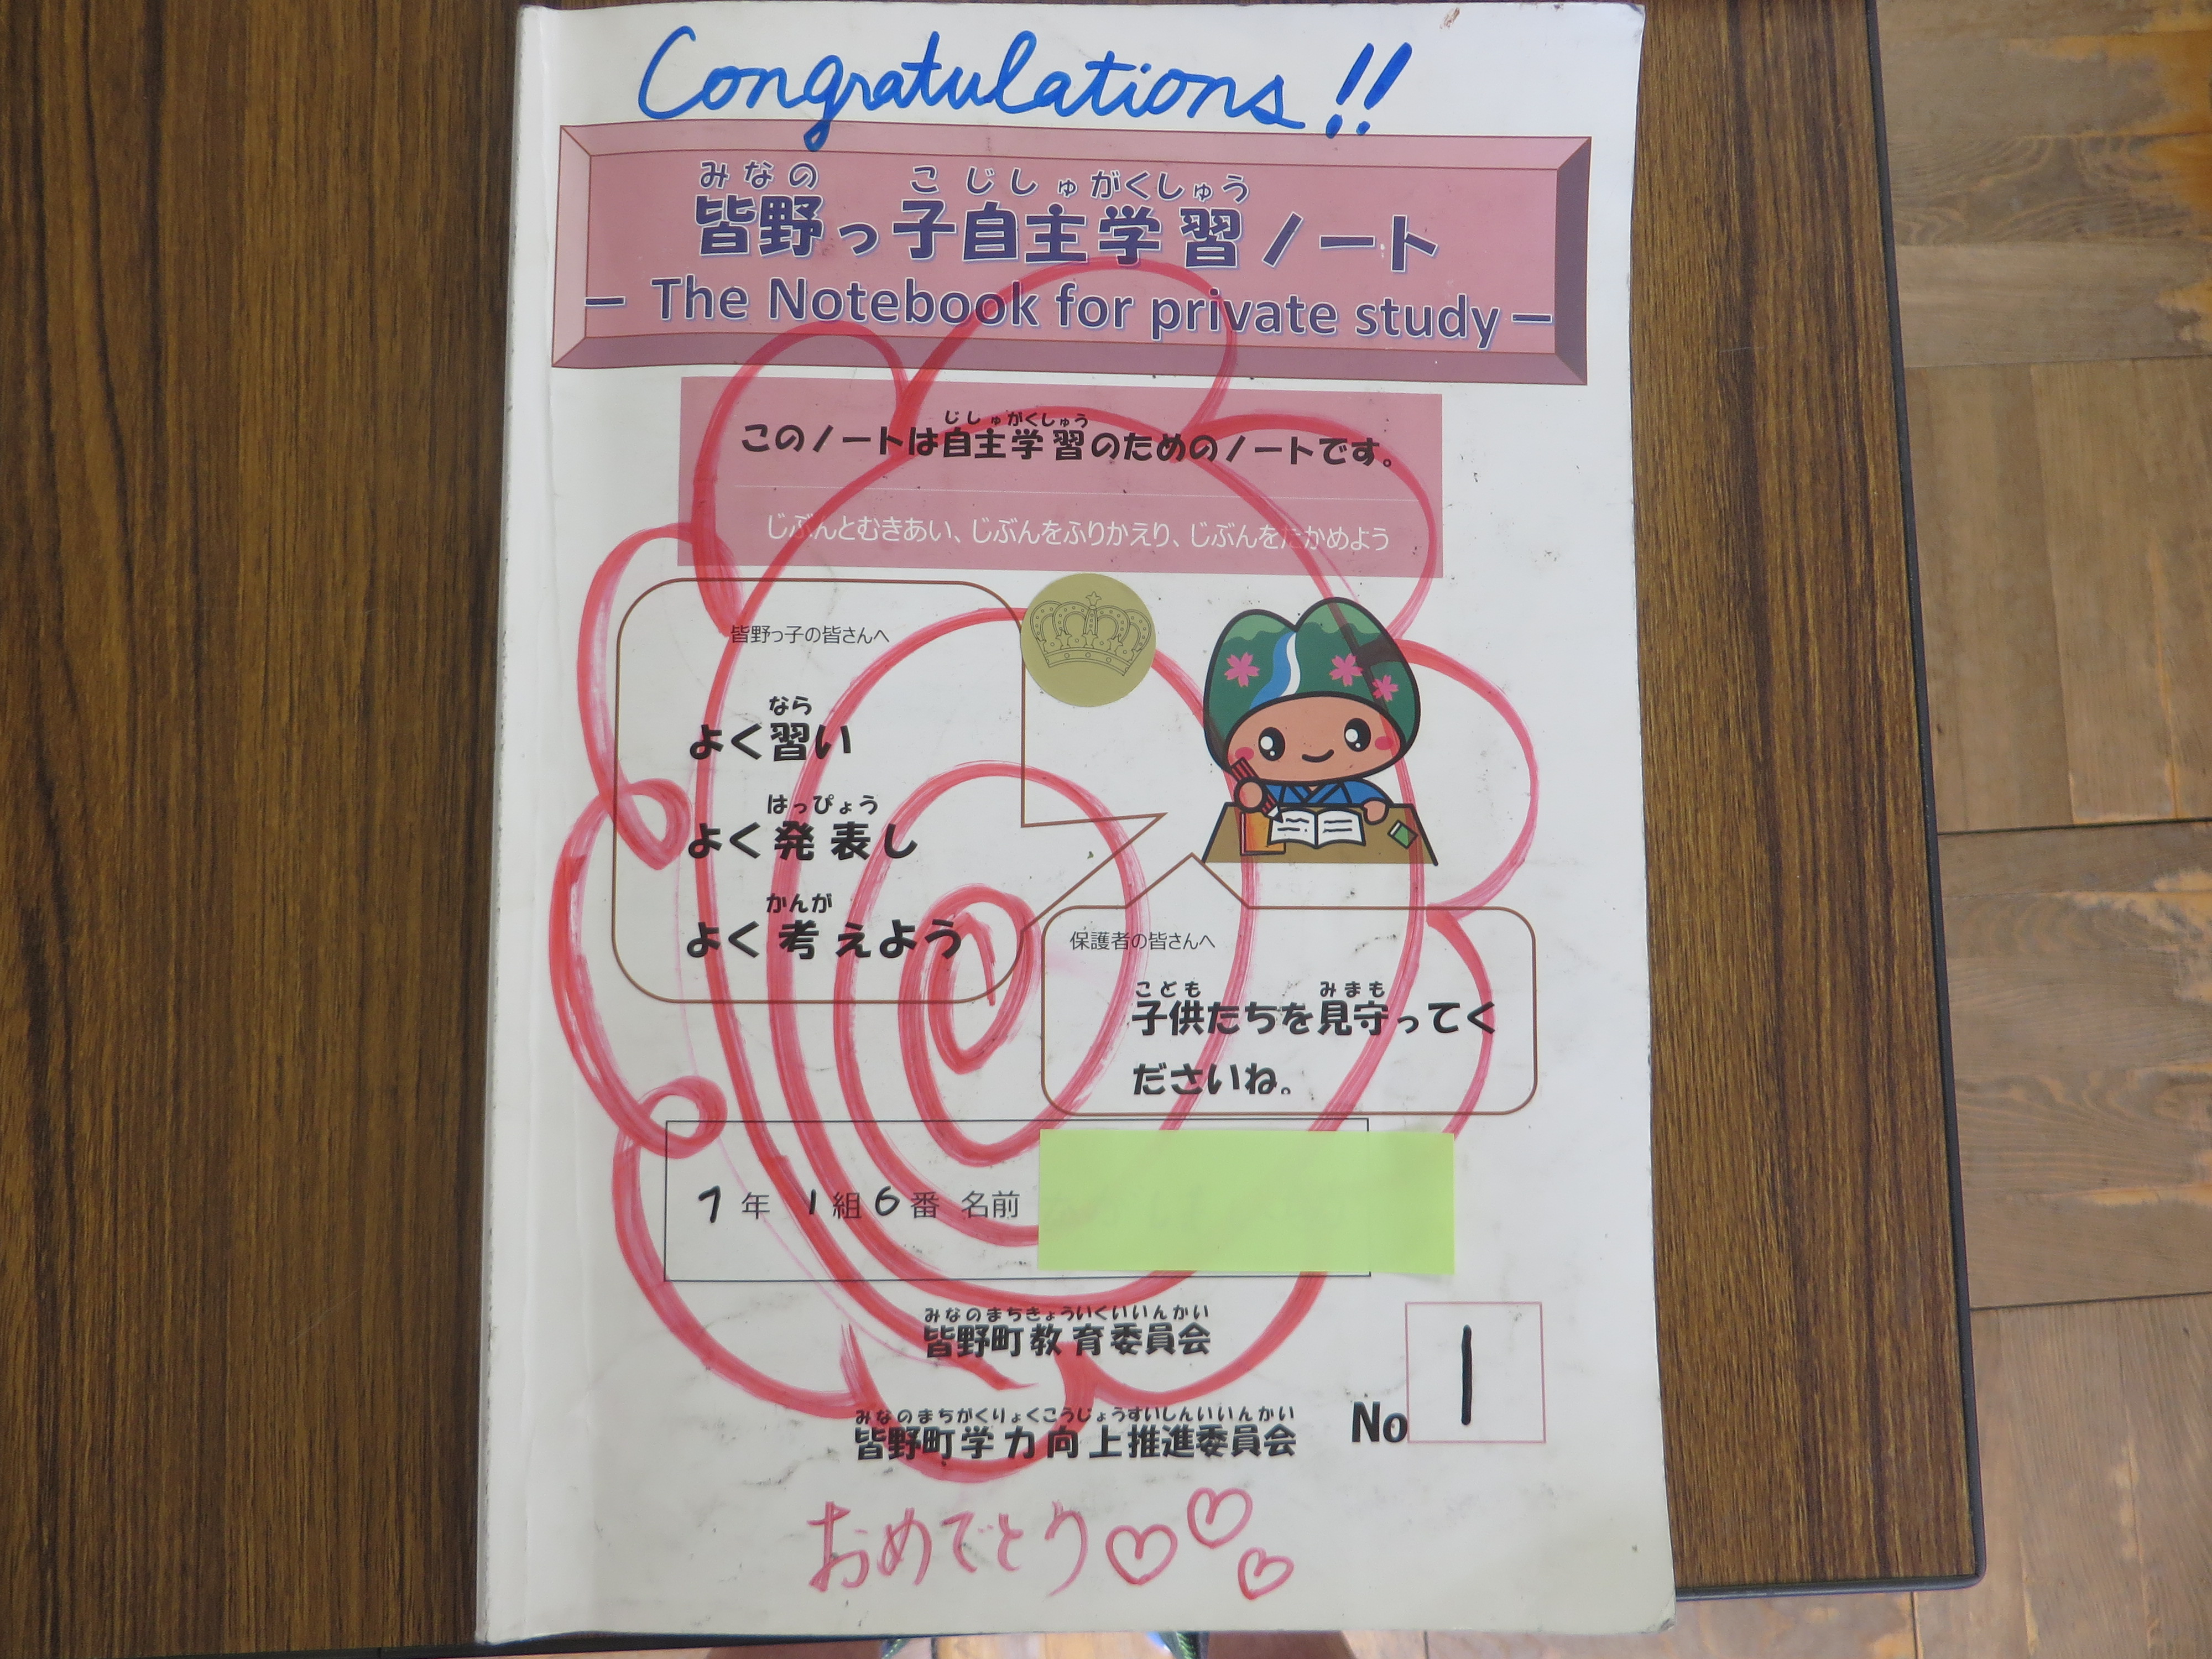 Congratulations!!
みなの こじしゅがくしゅう
皆野っ子自主学習ノート
— The Notebook for private study —
じしゅがくしゅう
このノートは自主学習のためのノートです。
じぶんとむきあい、じぶんをふりかえり、じぶんをたかめよう
皆野っ子の皆さんへ
なら
よく習い
はっぴょう
よく発表し
かんが
よく考えよう
保護者の皆さんへ
こども みまも
子供たちを見守ってく
ださいね。
7年 1組6番 名前
みなのまちきょういくいいんかい
皆野町教育委員会
みなのまちがくりょくこうじょうすいしんいいんかい
皆野町学力向上推進委員会
No 1
おめでとう♡♡♡